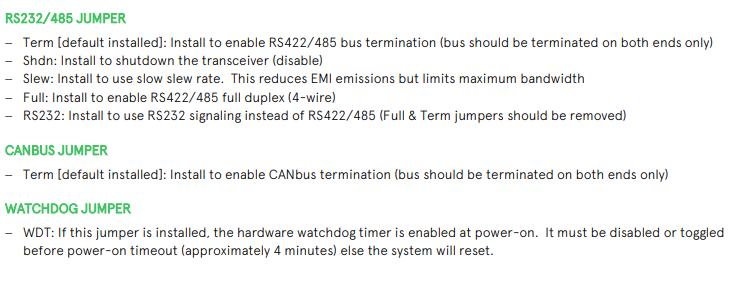 RS232/485 JUMPER
– Term [default installed]: Install to enable RS422/485 bus termination (bus should be terminated on both ends only)
– Shdn: Install to shutdown the transceiver (disable)
– Slew: Install to use slow slew rate.  This reduces EMI emissions but limits maximum bandwidth
– Full: Install to enable RS422/485 full duplex (4-wire)
– RS232: Install to use RS232 signaling instead of RS422/485 (Full & Term jumpers should be removed)
CANBUS JUMPER
– Term [default installed]: Install to enable CANbus termination (bus should be terminated on both ends only)
WATCHDOG JUMPER
– WDT: If this jumper is installed, the hardware watchdog timer is enabled at power-on.  It must be disabled or toggled
before power-on timeout (approximately 4 minutes) else the system will reset.